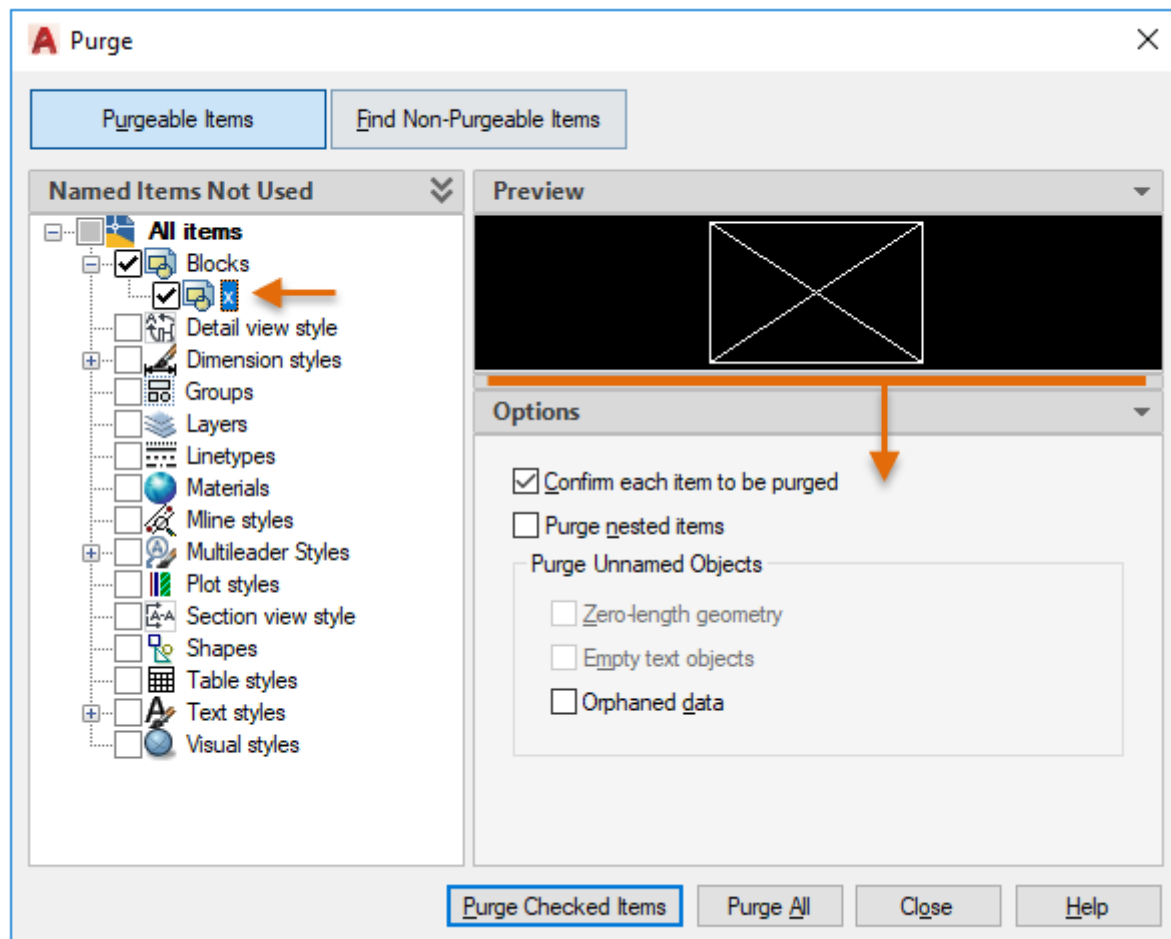 Purge
Purgeable Items
Find Non-Purgeable Items
Named Items Not Used
All items
Blocks
x
Detail view style
Dimension styles
Groups
Layers
Linetypes
Materials
Mline styles
Multileader Styles
Plot styles
Section view style
Shapes
Table styles
Text styles
Visual styles
Preview
Options
Confirm each item to be purged
Purge nested items
Purge Unnamed Objects
Zero-length geometry
Empty text objects
Orphaned data
Purge Checked Items
Purge All
Close
Help